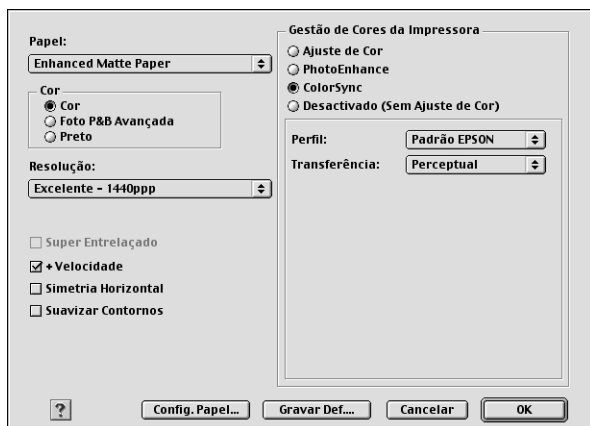 Papel:
Enhanced Matte Paper
Cor
Cor
Foto P&B Avançada
Preto
Resolução:
Excelente - 1440ppp
Super Entrelaçado
+ Velocidade
Simetria Horizontal
Suavizar Contornos
Gestão de Cores da Impressora
Ajuste de Cor
PhotoEnhance
ColorSync
Desactivado (Sem Ajuste de Cor)
Perfil: Padrão EPSON
Transferência: Perceptual
? Config. Papel... Gravar Def.... Cancelar OK